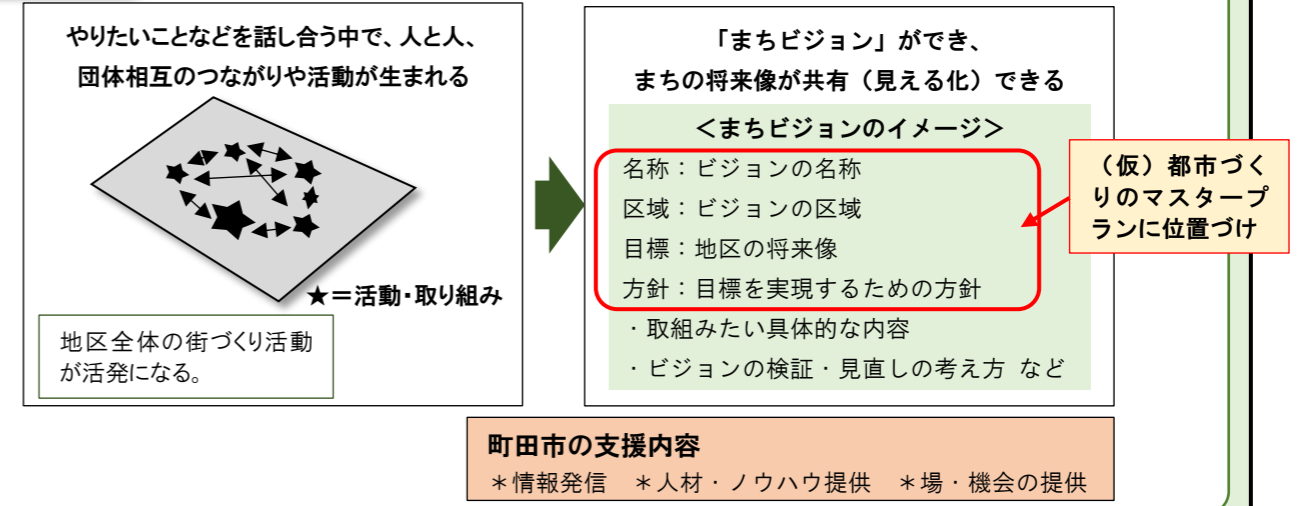 やりたいことなどを話し合う中で、人と人、
団体相互のつながりや活動が生まれる
★＝活動・取り組み
地区全体の街づくり活動
が活発になる。
「まちビジョン」ができ、
まちの将来像が共有（見える化）できる
＜まちビジョンのイメージ＞
名称：ビジョンの名称
区域：ビジョンの区域
目標：地区の将来像
方針：目標を実現するための方針
・取組みたい具体的な内容
・ビジョンの検証・見直しの考え方 など
（仮）都市づく
りのマスタープ
ランに位置づけ
町田市の支援内容
＊情報発信　＊人材・ノウハウ提供　＊場・機会の提供